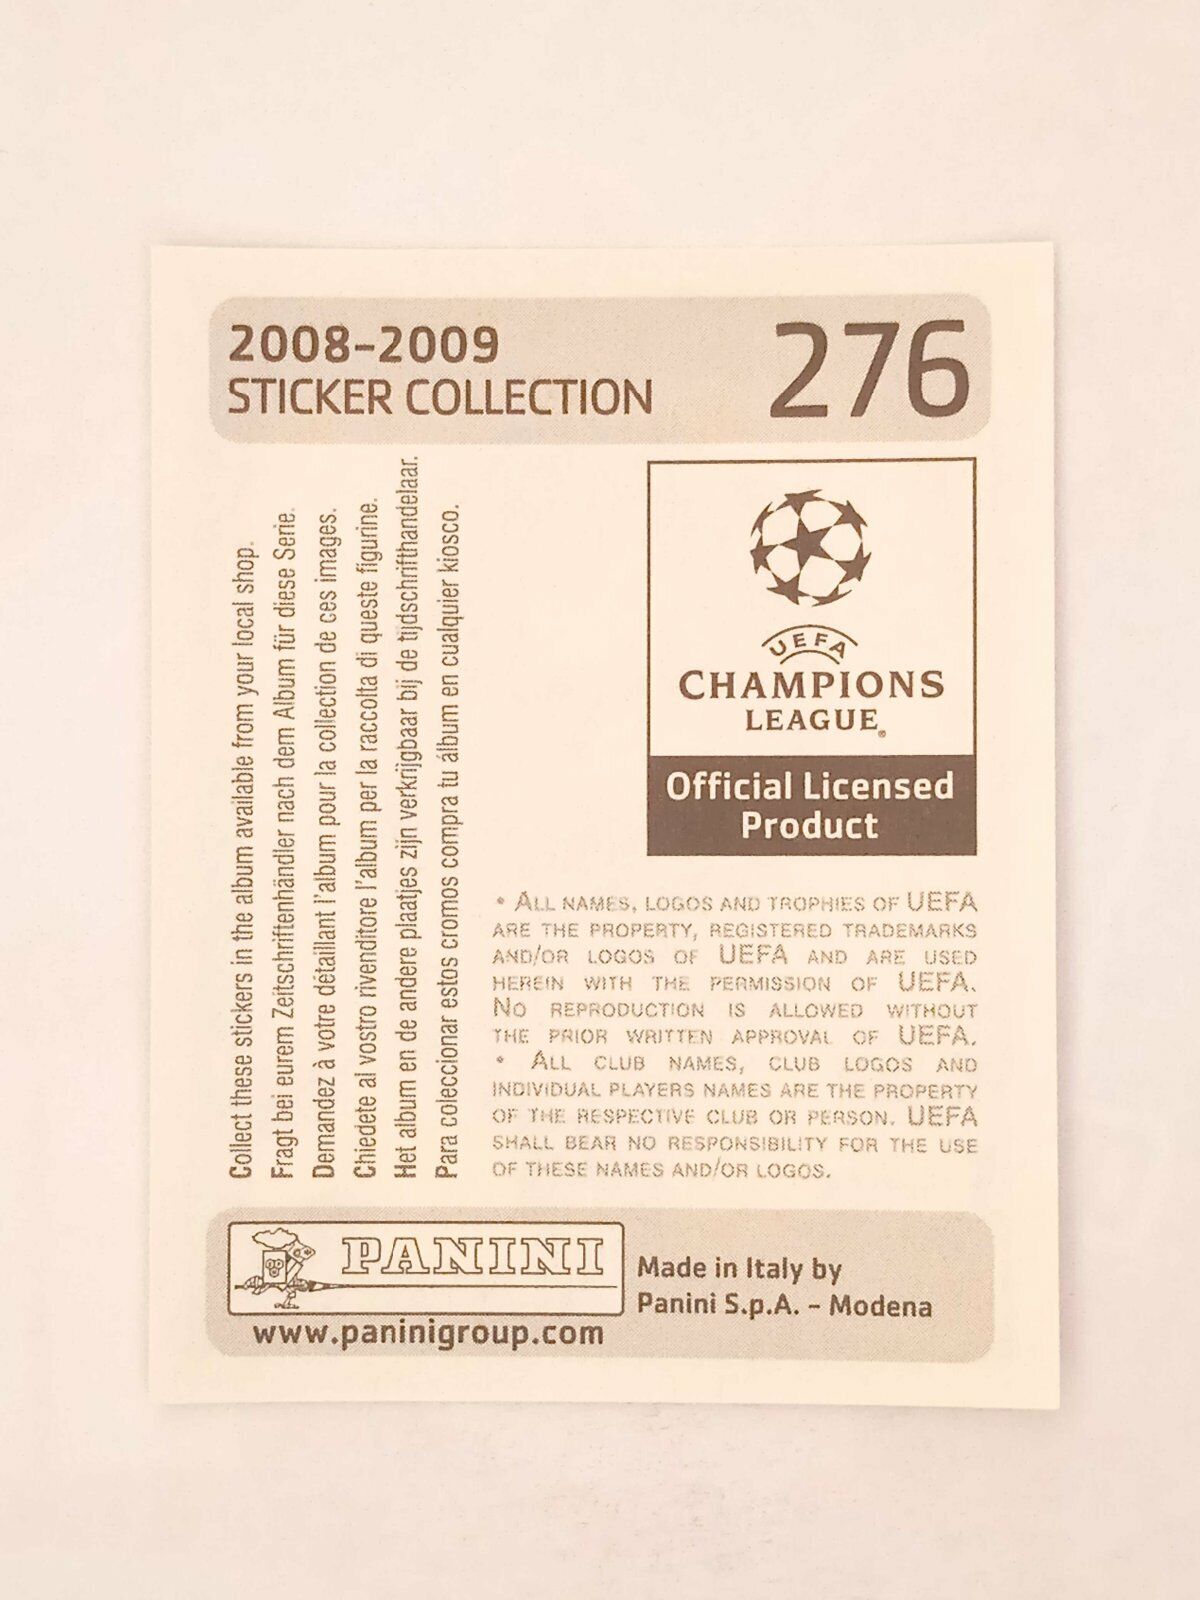 2008-2009
STICKER COLLECTION
276
Collect these stickers in the album available from your local shop.
Fragt bei eurem Zeitschriftenhändler nach dem Album für diese Serie.
Demandez à votre détaillant l'album pour la collection de ces images.
Chiedete al vostro rivenditore l'album per la raccolta di queste figurine.
Het album en de andere plaatjes zijn verkrijgbaar bij de tijdschrifthandelaar.
Para coleccionar estos cromos compra tu álbum en cualquier kiosco.
UEFA
CHAMPIONS
LEAGUE®
Official Licensed
Product
• ALL NAMES, LOGOS AND TROPHIES OF UEFA
ARE THE PROPERTY, REGISTERED TRADEMARKS
AND/OR LOGOS OF UEFA AND ARE USED
HEREIN WITH THE PERMISSION OF UEFA.
NO REPRODUCTION IS ALLOWED WITHOUT
THE PRIOR WRITTEN APPROVAL OF UEFA.
• ALL CLUB NAMES, CLUB LOGOS AND
INDIVIDUAL PLAYERS NAMES ARE THE PROPERTY
OF THE RESPECTIVE CLUB OR PERSON. UEFA
SHALL BEAR NO RESPONSIBILITY FOR THE USE
OF THESE NAMES AND/OR LOGOS.
PANINI
www.paninigroup.com
Made in Italy by
Panini S.p.A. - Modena